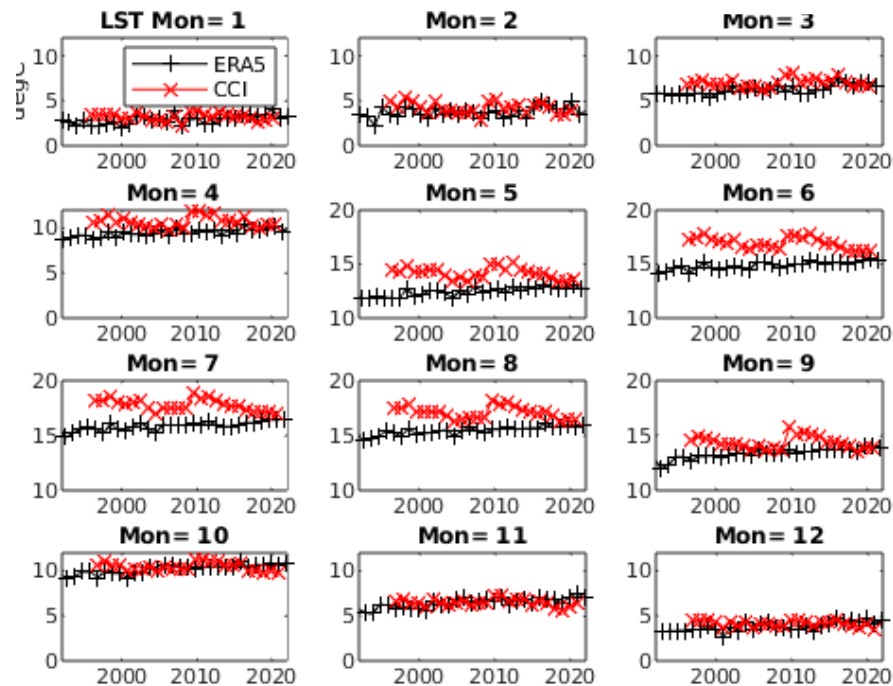 LST Mon= 1
Mon= 2
Mon= 3
degC
ERA5
CCI
10 10 10
5 5 5
0 0 0
2000 2010 2020 2000 2010 2020 2000 2010 2020
Mon= 4
Mon= 5
Mon= 6
10 20 20
5 15 15
0 10 10
2000 2010 2020 2000 2010 2020 2000 2010 2020
Mon= 7
Mon= 8
Mon= 9
20 20 20
15 15 15
10 10 10
2000 2010 2020 2000 2010 2020 2000 2010 2020
Mon= 10
Mon= 11
Mon= 12
10 10 10
5 5 5
0 0 0
2000 2010 2020 2000 2010 2020 2000 2010 2020